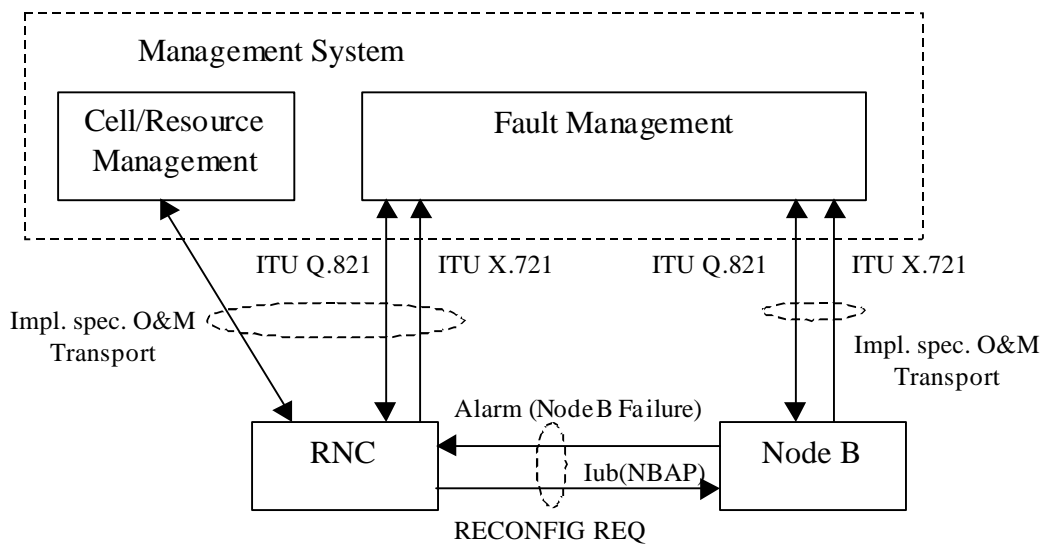 Management System
Cell/Resource
Management
Fault Management
ITU Q.821
ITU X.721
ITU Q.821
ITU X.721
Impl. spec. O&M
Transport
Impl. spec. O&M
Transport
Alarm (NodeB Failure)
RNC
Node B
Iub(NBAP)
RECONFIG REQ